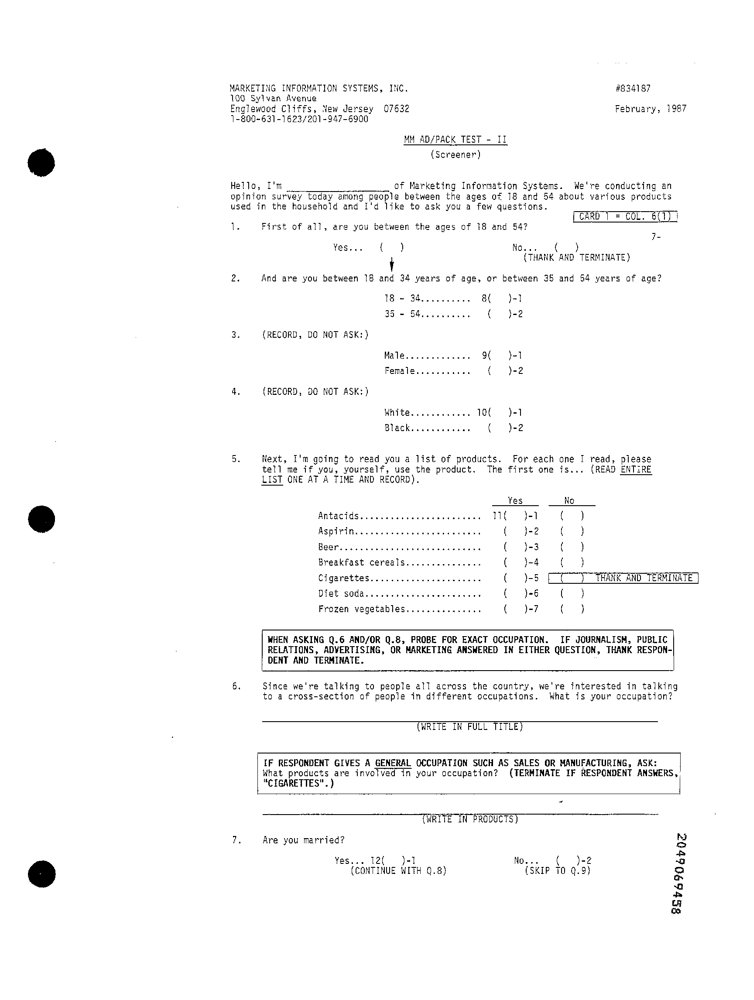 MARKETING INFORMATION SYSTEMS, INC. #834187
100 Sylvan Avenue
Englewood Cliffs, New Jersey 07632 February, 1987
1-800-631-1623/201-947-6900
MM AD/PACK TEST - II
(Screener)
Hello, I'm ____________________ of Marketing Information Systems. We're conducting an
opinion survey today among people between the ages of 18 and 54 about various products
used in the household and I'd like to ask you a few questions.
CARD 1 = COL. 6(1)
1. First of all, are you between the ages of 18 and 54?
7-
Yes... ( ) No... ( )
(THANK AND TERMINATE)
2. And are you between 18 and 34 years of age, or between 35 and 54 years of age?
18 - 34.......... 8( )-1
35 - 54.......... ( )-2
3. (RECORD, DO NOT ASK:)
Male............. 9( )-1
Female........... ( )-2
4. (RECORD, DO NOT ASK:)
White............ 10( )-1
Black............ ( )-2
5. Next, I'm going to read you a list of products. For each one I read, please
tell me if you, yourself, use the product. The first one is... (READ ENTIRE
LIST ONE AT A TIME AND RECORD).
Yes No
Antacids........................ 11( )-1 ( )
Aspirin......................... ( )-2 ( )
Beer............................ ( )-3 ( )
Breakfast cereals............... ( )-4 ( )
Cigarettes...................... ( )-5 ( ) THANK AND TERMINATE
Diet soda....................... ( )-6 ( )
Frozen vegetables............... ( )-7 ( )
WHEN ASKING Q.6 AND/OR Q.8, PROBE FOR EXACT OCCUPATION. IF JOURNALISM, PUBLIC
RELATIONS, ADVERTISING, OR MARKETING ANSWERED IN EITHER QUESTION, THANK RESPON-
DENT AND TERMINATE.
6. Since we're talking to people all across the country, we're interested in talking
to a cross-section of people in different occupations. What is your occupation?
(WRITE IN FULL TITLE)
IF RESPONDENT GIVES A GENERAL OCCUPATION SUCH AS SALES OR MANUFACTURING, ASK:
What products are involved in your occupation? (TERMINATE IF RESPONDENT ANSWERS,
"CIGARETTES".)
(WRITE IN PRODUCTS)
7. Are you married?
Yes... 12( )-1 No... ( )-2
(CONTINUE WITH Q.8) (SKIP TO Q.9)
2049069458